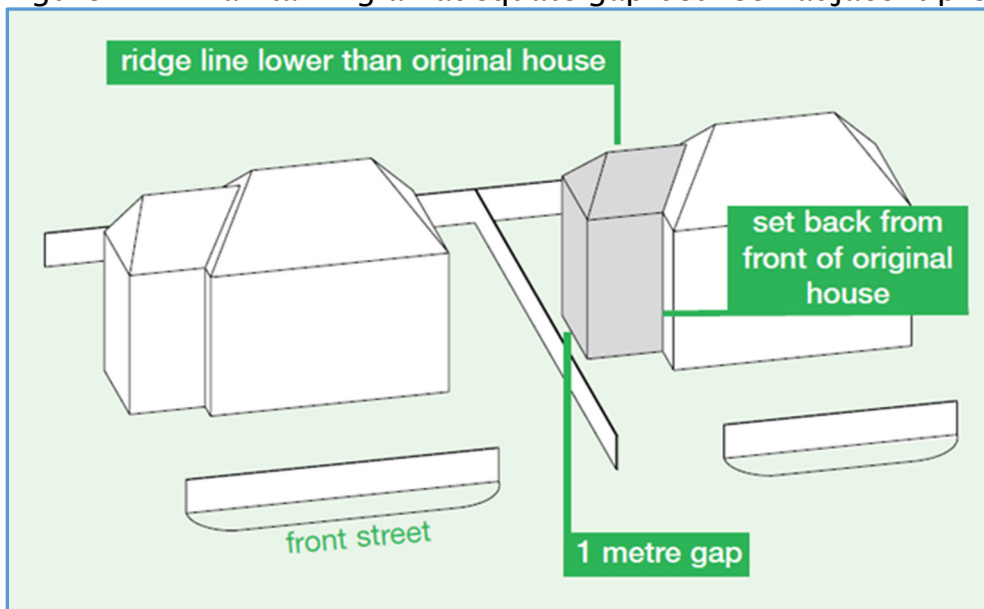 ridge line lower than original house
set back from
front of original
house
front street
1 metre gap